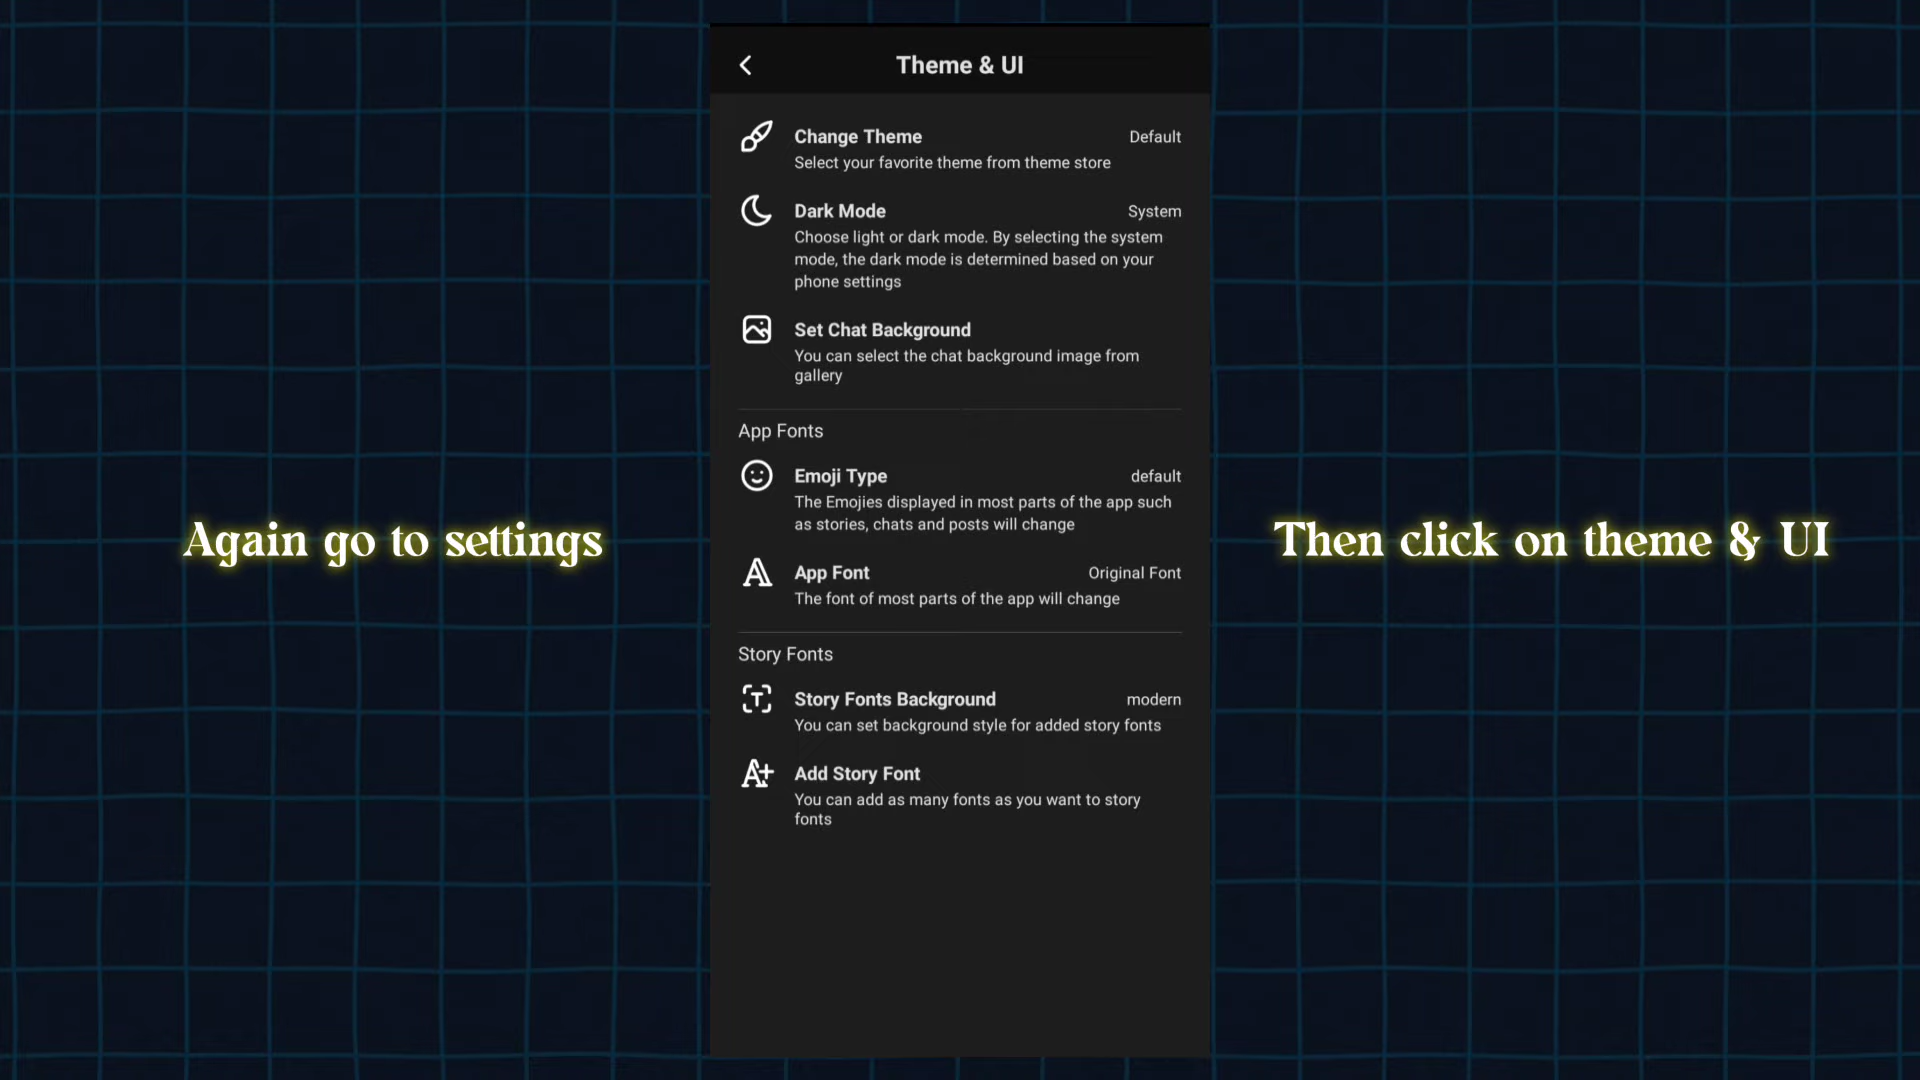 Theme & UI
Change Theme
Default
Select your favorite theme from theme store
Dark Mode
System
Choose light or dark mode. By selecting the system
mode, the dark mode is determined based on your
phone settings
Set Chat Background
You can select the chat background image from
gallery
App Fonts
Emoji Type
default
The Emojies displayed in most parts of the app such
as stories, chats and posts will change
App Font
Original Font
The font of most parts of the app will change
Story Fonts
Story Fonts Background
modern
You can set background style for added story fonts
Add Story Font
You can add as many fonts as you want to story
fonts
Again go to settings
Then click on theme & UI